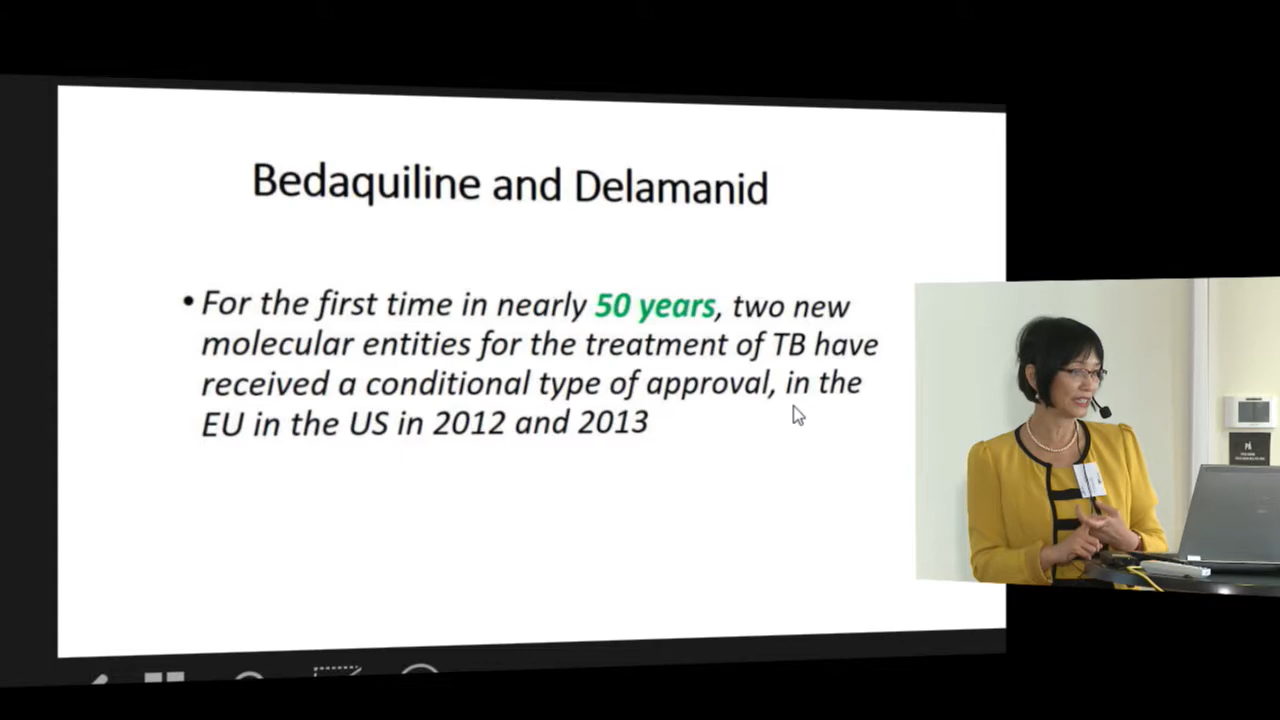 Bedaquiline and Delamanid
• For the first time in nearly 50 years, two new
molecular entities for the treatment of TB have
received a conditional type of approval, in the
EU in the US in 2012 and 2013
PÅ